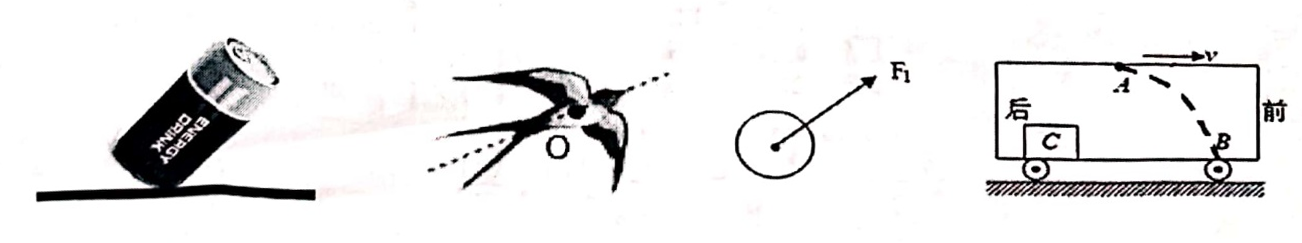 ENERGY
DRINK
O
F₁
v
A
后
前
C
B